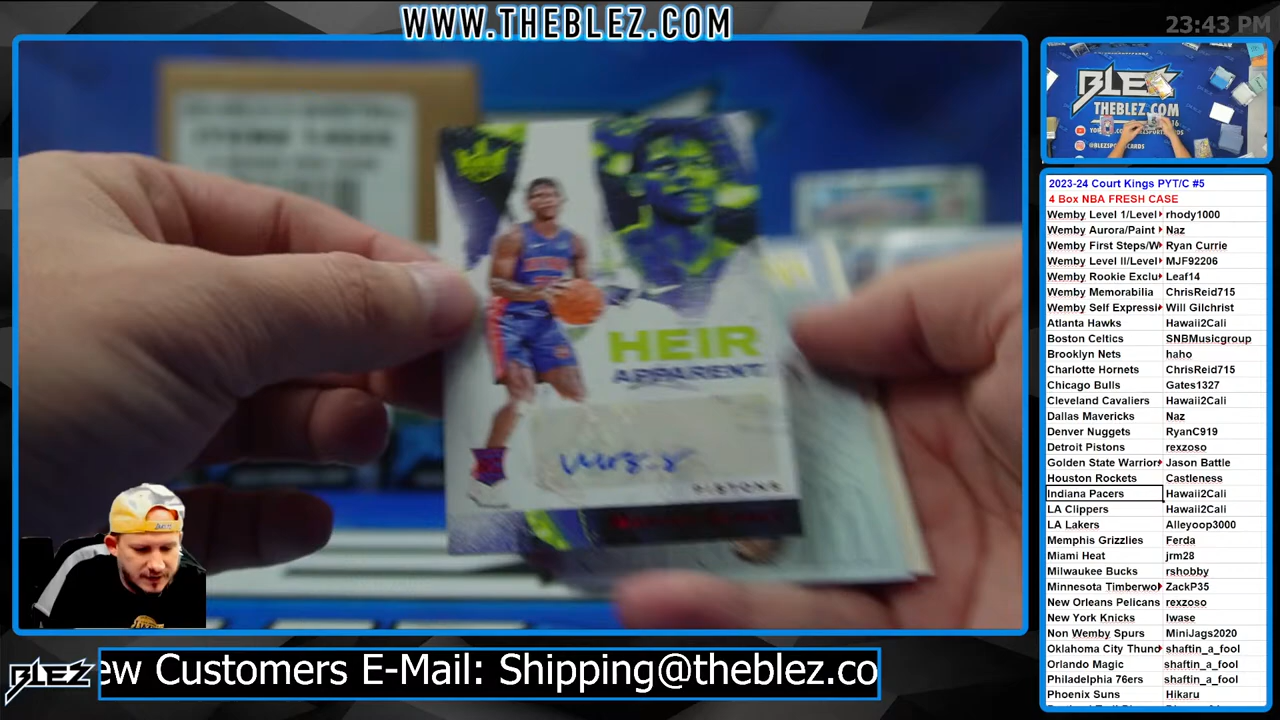 WWW.THEBLEZ.COM
23:43 PM
BLEZ
THEBLEZ.COM
2023-24 Court Kings PYT/C #5
4 Box NBA FRESH CASE
Wemby Level 1/Level rhody1000
Wemby Aurora/Paint Naz
Wemby First Steps/W Ryan Currie
Wemby Level II/Level MJF92206
Wemby Rookie Exclu Leaf14
Wemby Memorabilia ChrisReid715
Wemby Self Expressi Will Gilchrist
Atlanta Hawks Hawaii2Cali
Boston Celtics SNBMusicgroup
Brooklyn Nets haho
Charlotte Hornets ChrisReid715
Chicago Bulls Gates1327
Cleveland Cavaliers Hawaii2Cali
Dallas Mavericks Naz
Denver Nuggets RyanC919
Detroit Pistons rexzoso
Golden State Warrior Jason Battle
Houston Rockets Castleness
Indiana Pacers Hawaii2Cali
LA Clippers Hawaii2Cali
LA Lakers Alleyoop3000
Memphis Grizzlies Ferda
Miami Heat jrm28
Milwaukee Bucks rshobby
Minnesota Timberwo ZackP35
New Orleans Pelicans rexzoso
New York Knicks Iwase
Non Wemby Spurs MiniJags2020
Oklahoma City Thund shaftin_a_fool
Orlando Magic shaftin_a_fool
Philadelphia 76ers shaftin_a_fool
Phoenix Suns Hikaru
HEIR
APPARENT
PISTONS
BLEZ
ew Customers E-Mail: Shipping@theblez.co